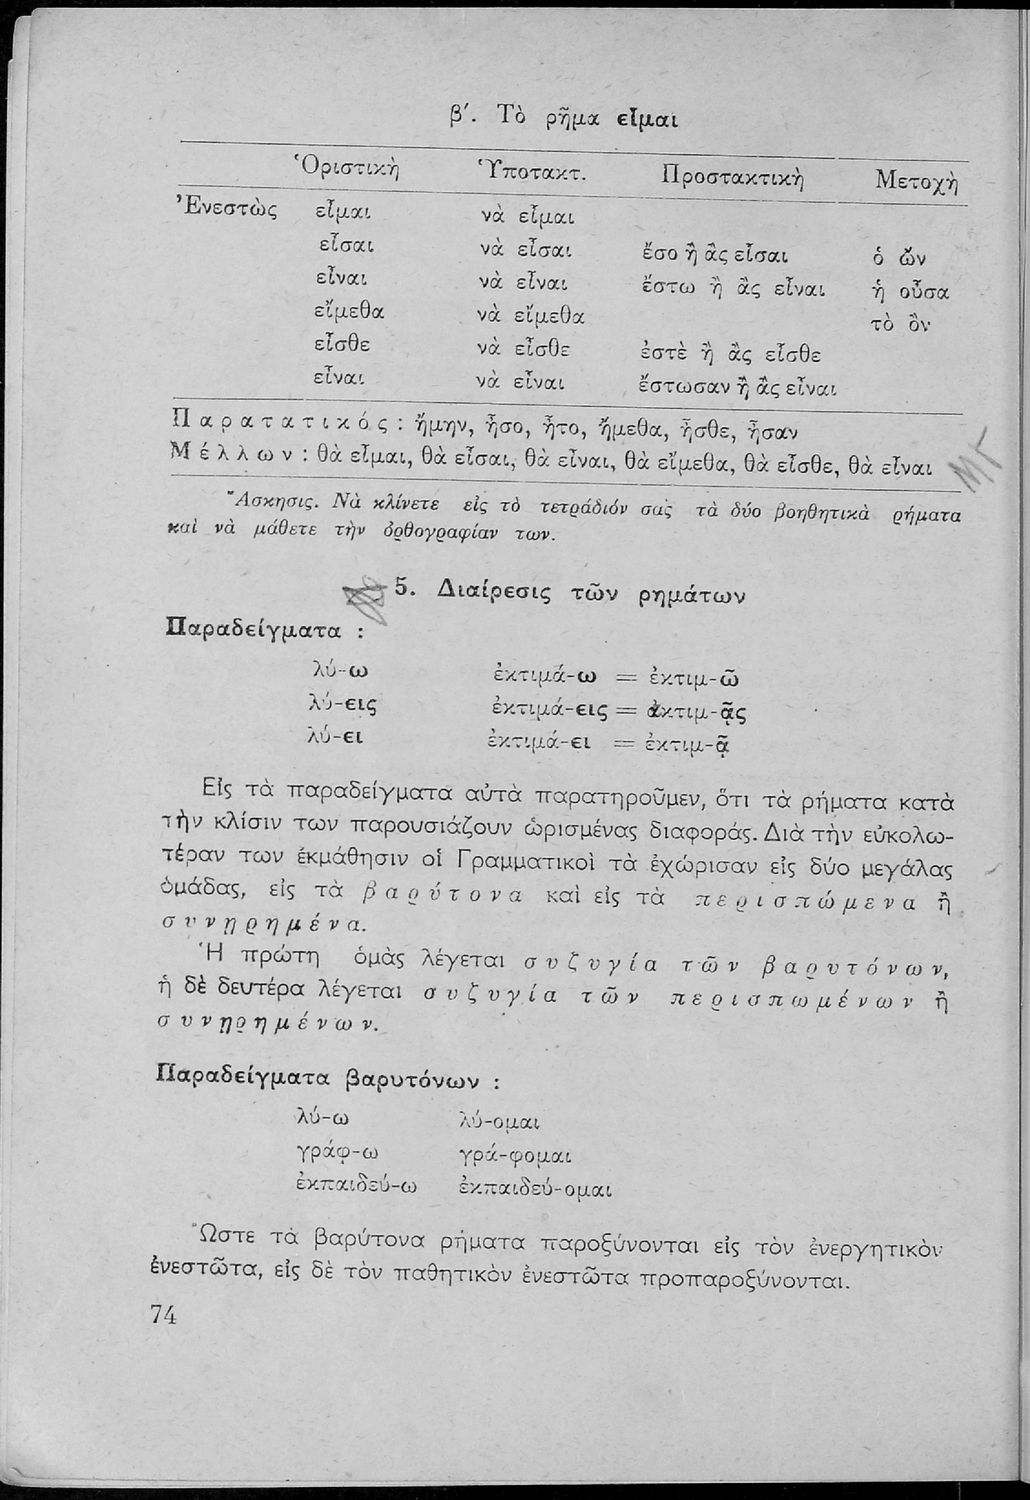 β′. Τὸ ρῆμα εἶμαι
Ὁριστικὴ Ὑποτακτ. Προστακτικὴ Μετοχὴ
Ἐνεστὼς εἶμαι νὰ εἶμαι
εἶσαι νὰ εἶσαι ἔσο ἢ ἂς εἶσαι ὁ ὤν
εἶναι νὰ εἶναι ἔστω ἢ ἂς εἶναι ἡ οὖσα
εἴμεθα νὰ εἴμεθα τὸ ὂν
εἶσθε νὰ εἶσθε ἐστὲ ἢ ἂς εἶσθε
εἶναι νὰ εἶναι ἔστωσαν ἢ ἂς εἶναι
Παρατατικός: ἤμην, ἦσο, ἦτο, ἤμεθα, ἦσθε, ἦσαν
Μέλλων: θὰ εἶμαι, θὰ εἶσαι, θὰ εἶναι, θὰ εἴμεθα, θὰ εἶσθε, θὰ εἶναι
Ἄσκησις. Νὰ κλίνετε εἰς τὸ τετράδιόν σας τὰ δύο βοηθητικὰ ρήματα
καὶ νὰ μάθετε τὴν ὀρθογραφίαν των.
5. Διαίρεσις τῶν ρημάτων
Παραδείγματα :
λύ-ω ἐκτιμά-ω = ἐκτιμ-ῶ
λύ-εις ἐκτιμά-εις = ἐκτιμ-ᾷς
λύ-ει ἐκτιμά-ει = ἐκτιμ-ᾷ
Εἰς τὰ παραδείγματα αὐτὰ παρατηροῦμεν, ὅτι τὰ ρήματα κατὰ
τὴν κλίσιν των παρουσιάζουν ὡρισμένας διαφοράς. Διὰ τὴν εὐκολω-
τέραν των ἐκμάθησιν οἱ Γραμματικοὶ τὰ ἐχώρισαν εἰς δύο μεγάλας
ὁμάδας, εἰς τὰ βαρύτονα καὶ εἰς τὰ περισπώμενα ἢ
συνῃρημένα.
Ἡ πρώτη ὁμὰς λέγεται συζυγία τῶν βαρυτόνων,
ἡ δὲ δευτέρα λέγεται συζυγία τῶν περισπωμένων ἢ
συνῃρημένων.
Παραδείγματα βαρυτόνων :
λύ-ω λύ-ομαι
γράφ-ω γρά-φομαι
ἐκπαιδεύ-ω ἐκπαιδεύ-ομαι
Ὥστε τὰ βαρύτονα ρήματα παροξύνονται εἰς τὸν ἐνεργητικὸν
ἐνεστῶτα, εἰς δὲ τὸν παθητικὸν ἐνεστῶτα προπαροξύνονται.
74